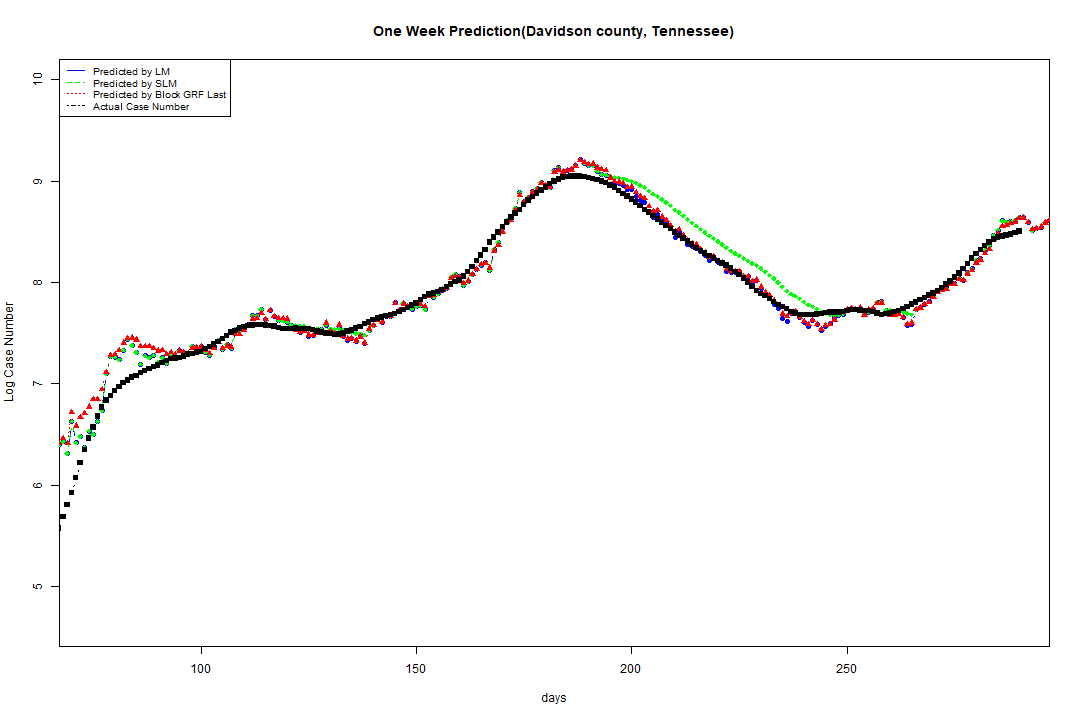 One Week Prediction(Davidson county, Tennessee)
Predicted by LM
Predicted by SLM
Predicted by Block GRF Last
Actual Case Number
10
9
8
7
6
5
Log Case Number
100
150
200
250
days